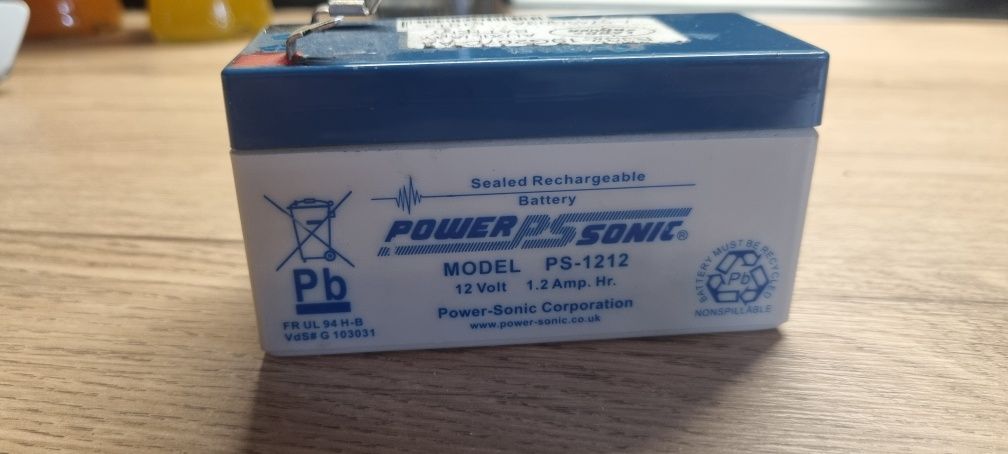 Sealed Rechargeable
Battery
POWER PS SONIC®
MODEL PS-1212
12 Volt 1.2 Amp. Hr.
Power-Sonic Corporation
www.power-sonic.co.uk
Pb
FR UL 94 H-B
VdS# G 103031
BATTERY MUST BE RECYCLED
Pb
NONSPILLABLE